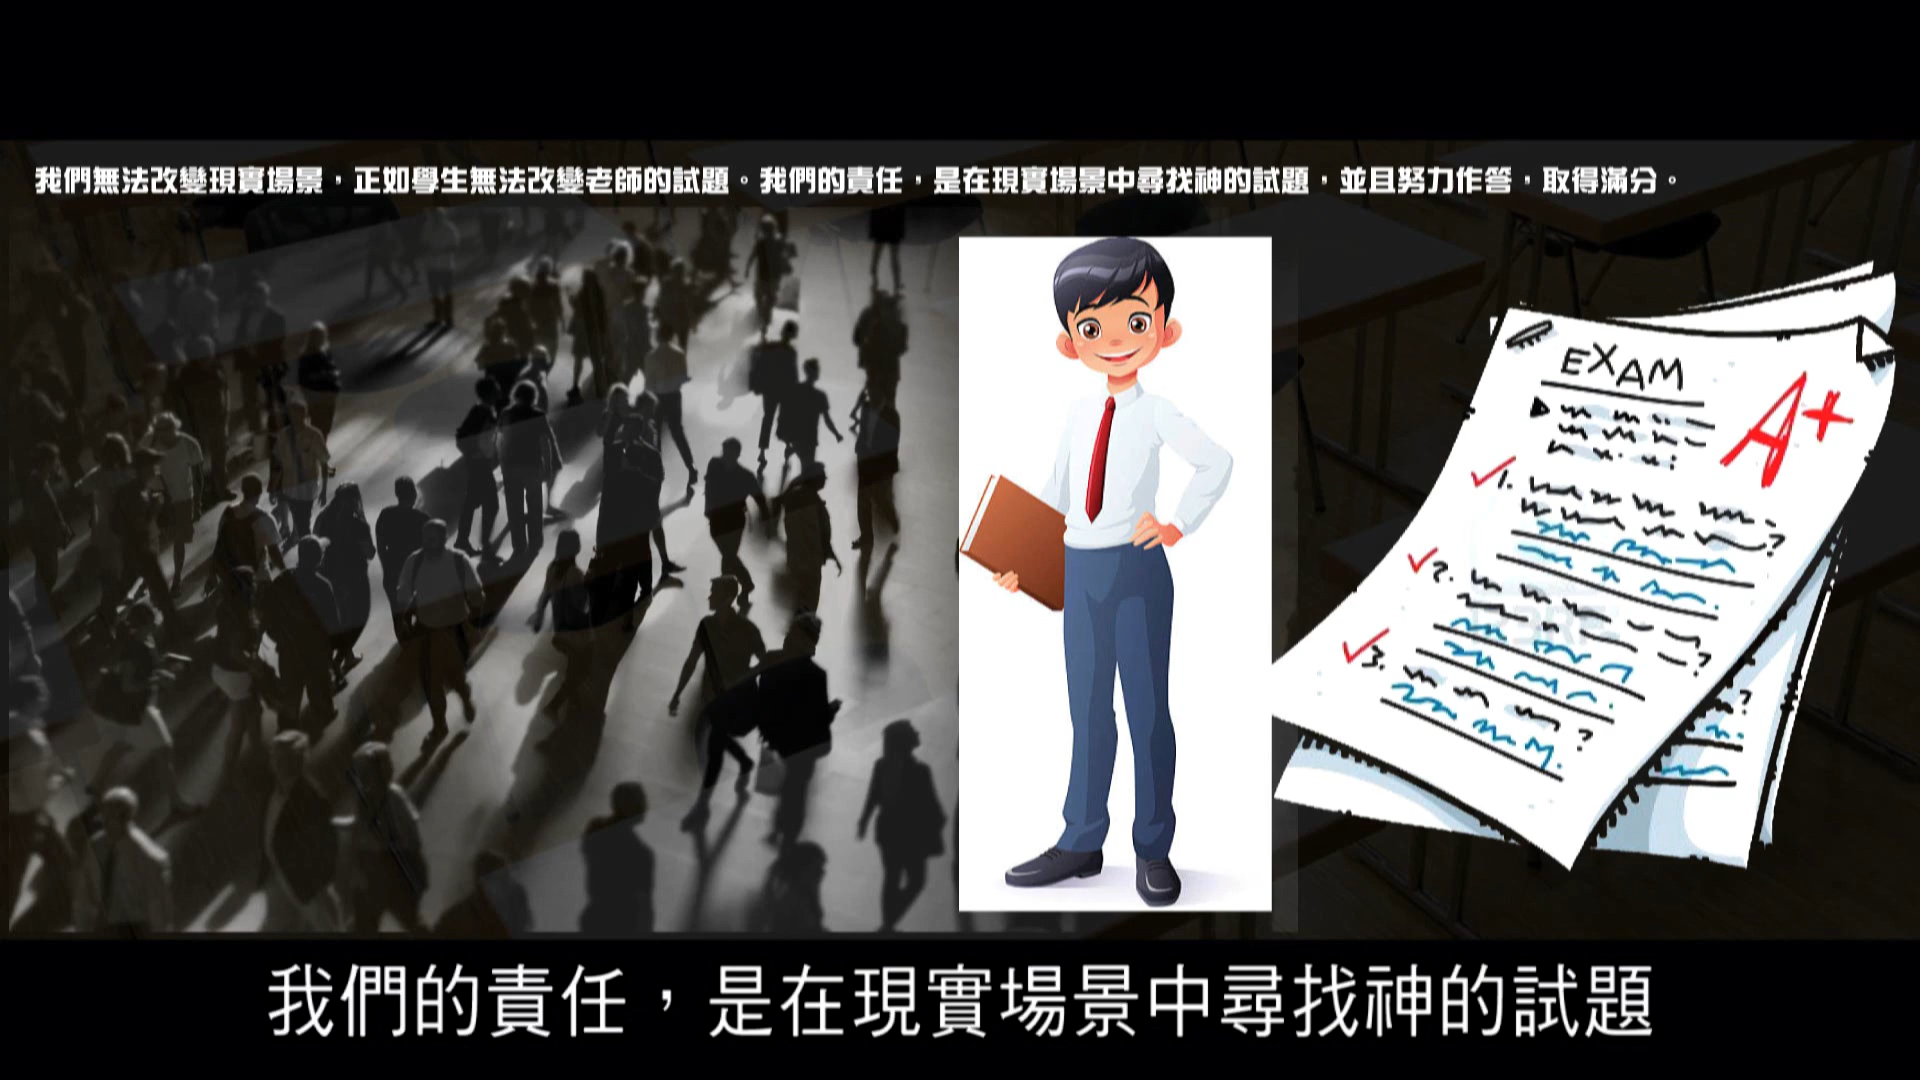 我們無法改變現實場景，正如學生無法改變老師的試題。我們的責任，是在現實場景中尋找神的試題，並且努力作答，取得滿分。
EXAM
A+
1.
2.
3.
我們的責任，是在現實場景中尋找神的試題